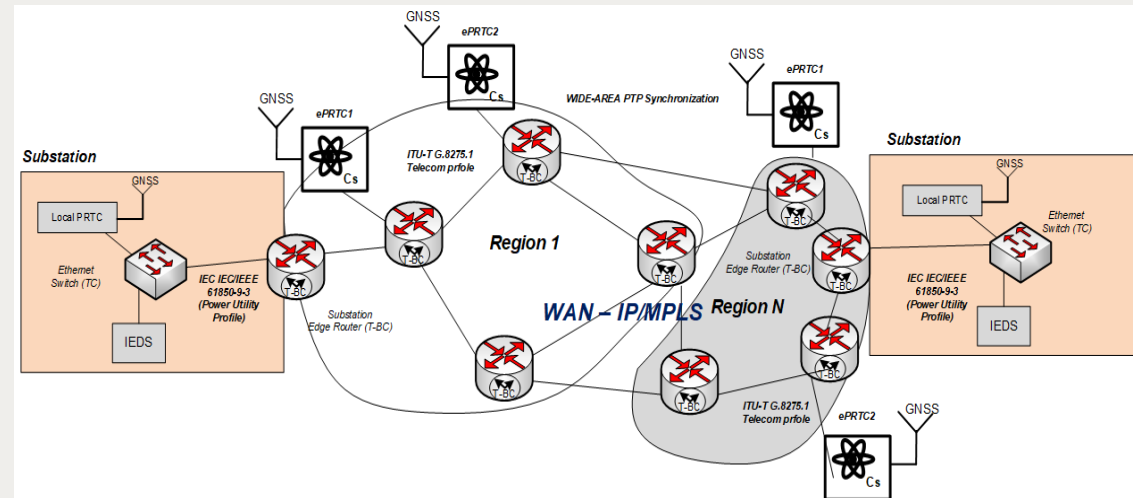 GNSS
ePRTC2
Cs
GNSS
ePRTC1
Cs
GNSS
ePRTC1
Cs
WIDE-AREA PTP Synchronization
ITU-T G.8275.1
Telecom prfole
T-BC
Substation
GNSS
Local PRTC
Ethernet
Switch (TC)
IEDS
IEC IEC/IEEE
61850-9-3
(Power Utility
Profile)
T-BC
Substation
Edge Router (T-BC)
T-BC
Region 1
T-BC
T-BC
WAN – IP/MPLS
Region N
T-BC
Substation
Edge Router (T-BC)
T-BC
T-BC
T-BC
ITU-T G.8275.1
Telecom prfole
ePRTC2
GNSS
Cs
Substation
GNSS
Local PRTC
Ethernet
Switch (TC)
IEC IEC/IEEE
61850-9-3
(Power Utility
Profile)
IEDS